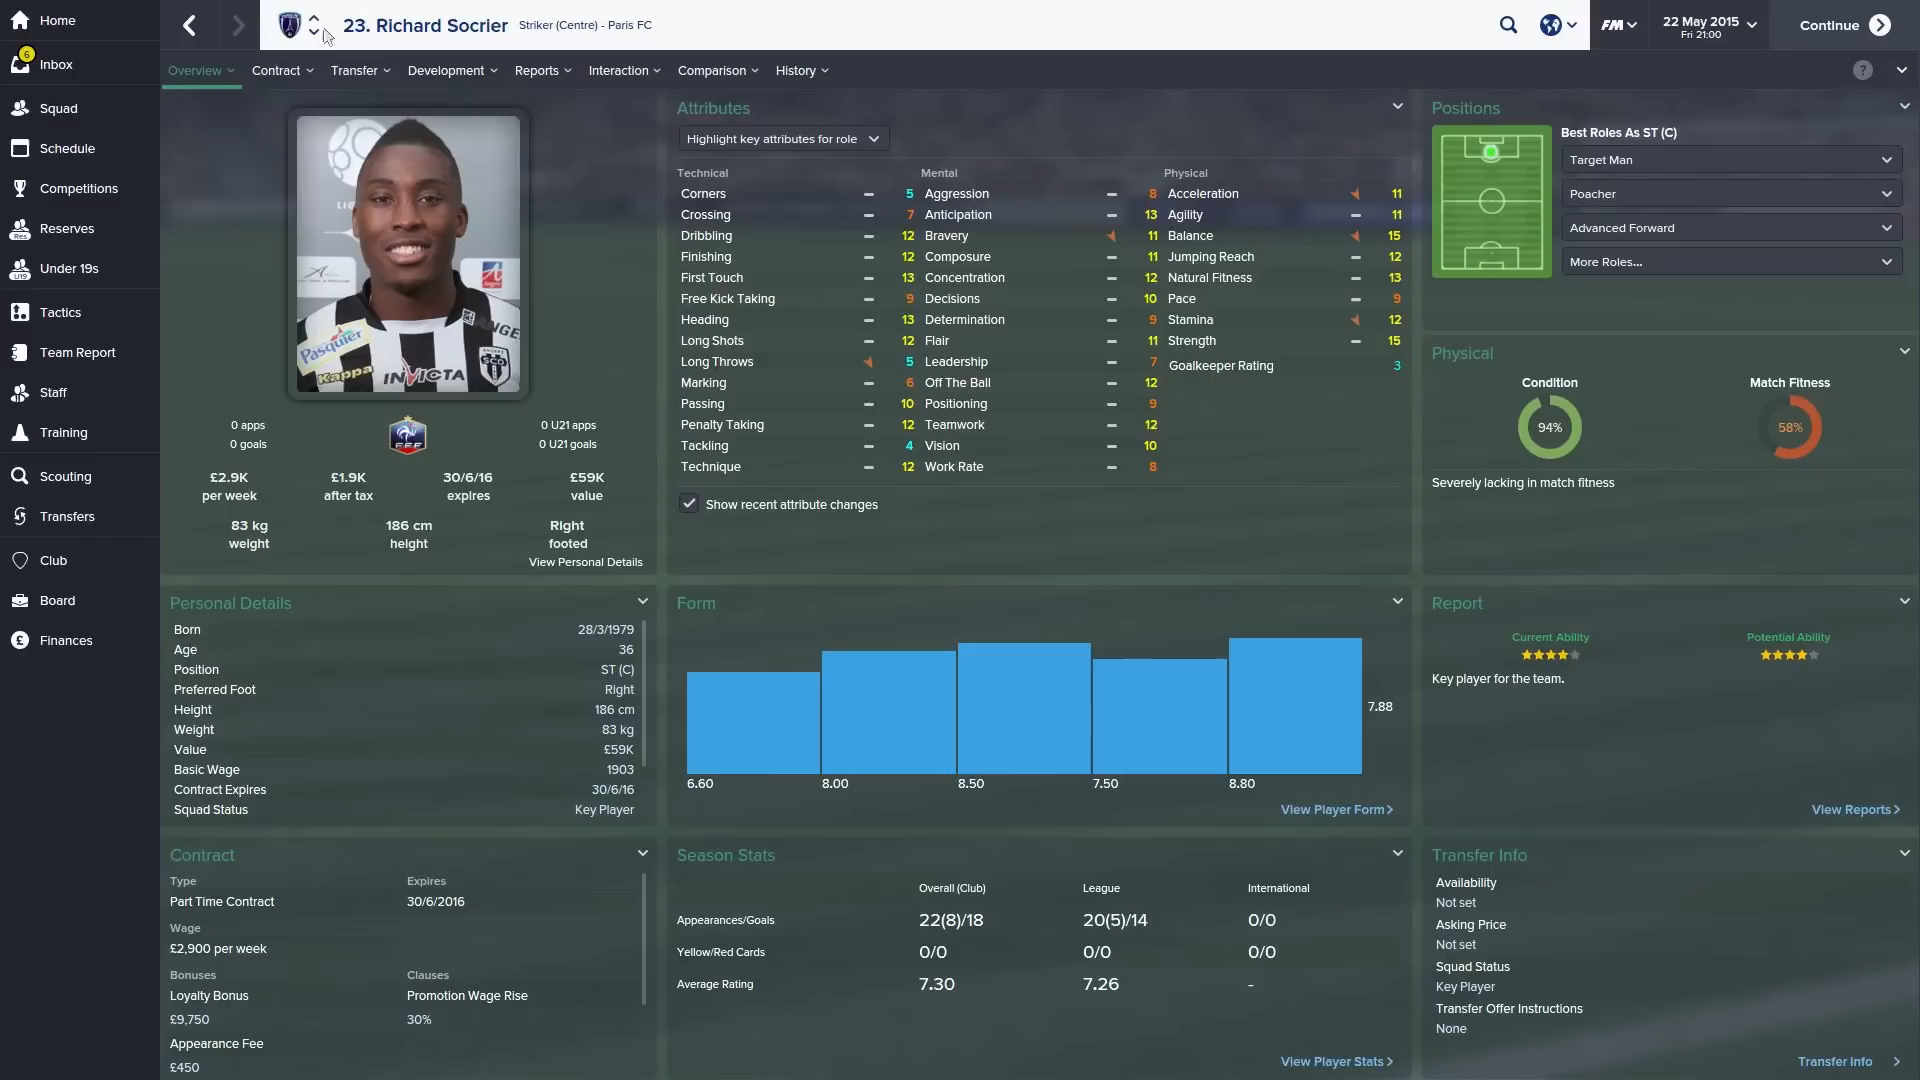 Home
Inbox
6
Squad
Schedule
Competitions
Reserves
Res
Under 19s
U19
Tactics
Team Report
Staff
Training
Scouting
Transfers
Club
Board
Finances
23. Richard Socrier Striker (Centre) - Paris FC
FM
22 May 2015
Fri 21:00
Continue
Overview Contract Transfer Development Reports Interaction Comparison History
?
Pasquier
Kappa
INVICTA
ANGE
SCO
0 apps
0 goals
FFF
0 U21 apps
0 U21 goals
£2.9K per week
£1.9K after tax
30/6/16 expires
£59K value
83 kg weight
186 cm height
Right footed
View Personal Details
Attributes
Highlight key attributes for role
Technical Mental Physical
Corners 5 Aggression 8 Acceleration 11
Crossing 7 Anticipation 13 Agility 11
Dribbling 12 Bravery 11 Balance 15
Finishing 12 Composure 11 Jumping Reach 12
First Touch 13 Concentration 12 Natural Fitness 13
Free Kick Taking 9 Decisions 10 Pace 9
Heading 13 Determination 9 Stamina 12
Long Shots 12 Flair 11 Strength 15
Long Throws 5 Leadership 7 Goalkeeper Rating 3
Marking 6 Off The Ball 12
Passing 10 Positioning 9
Penalty Taking 12 Teamwork 12
Tackling 4 Vision 10
Technique 12 Work Rate 8
Show recent attribute changes
Positions
Best Roles As ST (C)
Target Man
Poacher
Advanced Forward
More Roles...
Physical
Condition Match Fitness
94% 58%
Severely lacking in match fitness
Personal Details
Born 28/3/1979
Age 36
Position ST (C)
Preferred Foot Right
Height 186 cm
Weight 83 kg
Value £59K
Basic Wage 1903
Contract Expires 30/6/16
Squad Status Key Player
Form
7.88
6.60 8.00 8.50 7.50 8.80
View Player Form>
Report
Current Ability Potential Ability
Key player for the team.
View Reports>
Contract
Type Expires
Part Time Contract 30/6/2016
Wage
£2,900 per week
Bonuses Clauses
Loyalty Bonus Promotion Wage Rise
£9,750 30%
Appearance Fee
£450
Season Stats
Overall (Club) League International
Appearances/Goals 22(8)/18 20(5)/14 0/0
Yellow/Red Cards 0/0 0/0 0/0
Average Rating 7.30 7.26 -
View Player Stats>
Transfer Info
Availability
Not set
Asking Price
Not set
Squad Status
Key Player
Transfer Offer Instructions
None
Transfer Info >